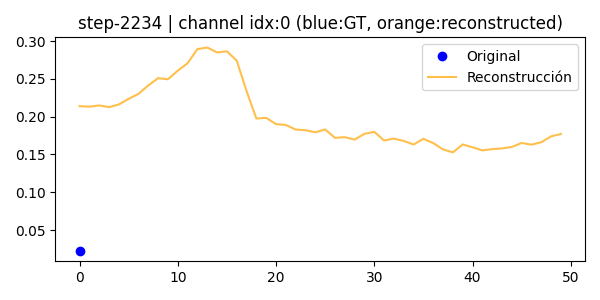 step-2234 | channel idx:0 (blue:GT, orange:reconstructed)
Original
Reconstrucción
0.30
0.25
0.20
0.15
0.10
0.05
0 10 20 30 40 50